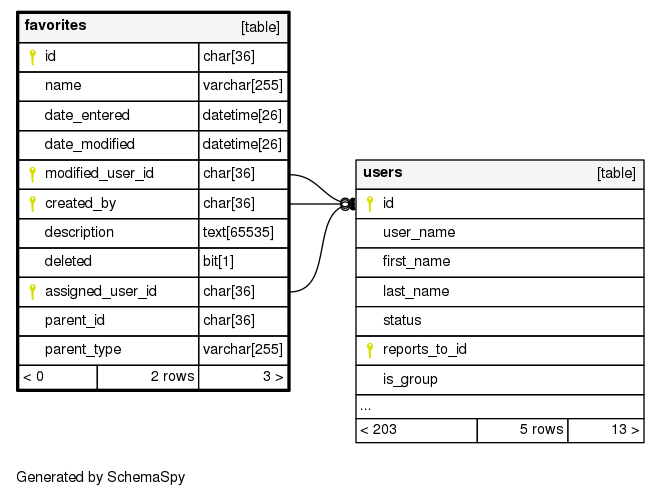 favorites [table]
id char[36]
name varchar[255]
date_entered datetime[26]
date_modified datetime[26]
modified_user_id char[36]
created_by char[36]
description text[65535]
deleted bit[1]
assigned_user_id char[36]
parent_id char[36]
parent_type varchar[255]
< 0 2 rows 3 >
users [table]
id
user_name
first_name
last_name
status
reports_to_id
is_group
...
< 203 5 rows 13 >
Generated by SchemaSpy